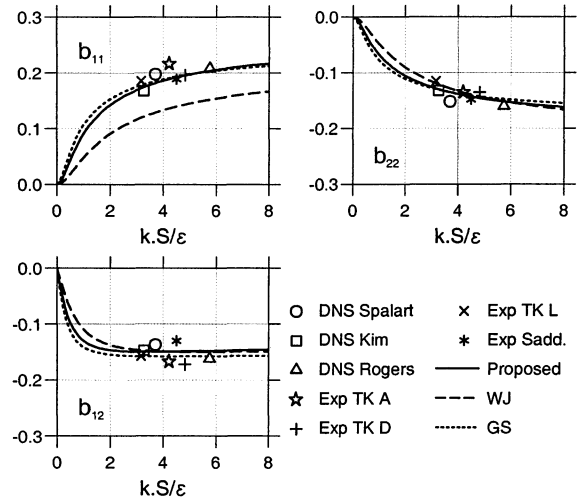 0.3
0.2
0.1
0.0
b11
0 2 4 6 8
k.S/ε
0.0
-0.1
-0.2
-0.3
b22
0 2 4 6 8
k.S/ε
0.0
-0.1
-0.2
-0.3
b12
0 2 4 6 8
k.S/ε
DNS Spalart
DNS Kim
DNS Rogers
Exp TK A
Exp TK D
Exp TK L
Exp Sadd.
Proposed
WJ
GS